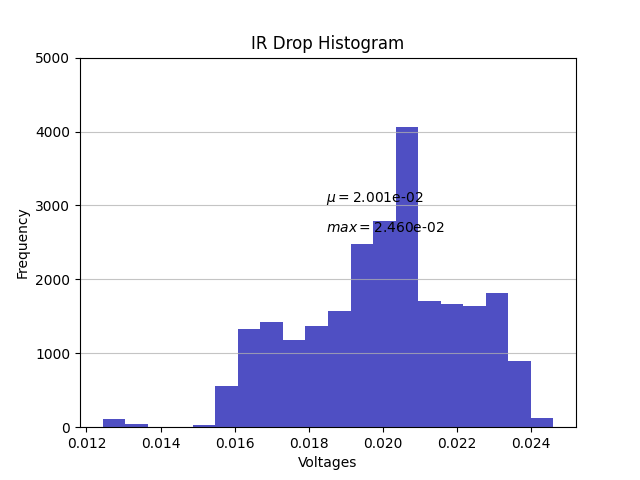 IR Drop Histogram
5000
4000
3000
2000
1000
0
Frequency
μ = 2.001e-02
max = 2.460e-02
0.012 0.014 0.016 0.018 0.020 0.022 0.024
Voltages